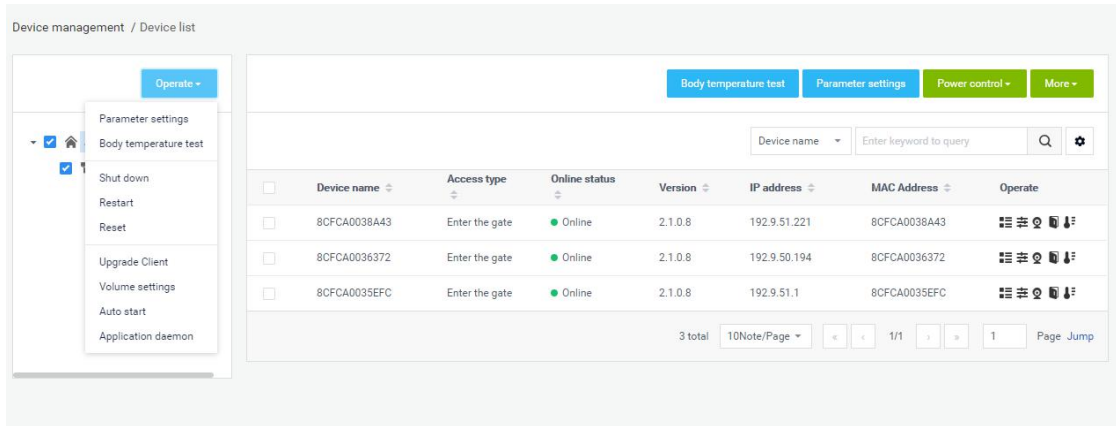 Device management / Device list
Operate
Parameter settings
Body temperature test
Shut down
Restart
Reset
Upgrade Client
Volume settings
Auto start
Application daemon
Body temperature test Parameter settings Power control More
Device name Enter keyword to query
Device name Access type Online status Version IP address MAC Address Operate
8CFCA0038A43 Enter the gate Online 2.1.0.8 192.9.51.221 8CFCA0038A43
8CFCA0036372 Enter the gate Online 2.1.0.8 192.9.50.194 8CFCA0036372
8CFCA0035EFC Enter the gate Online 2.1.0.8 192.9.51.1 8CFCA0035EFC
3 total 10Note/Page « ‹ 1/1 › » 1 Page Jump